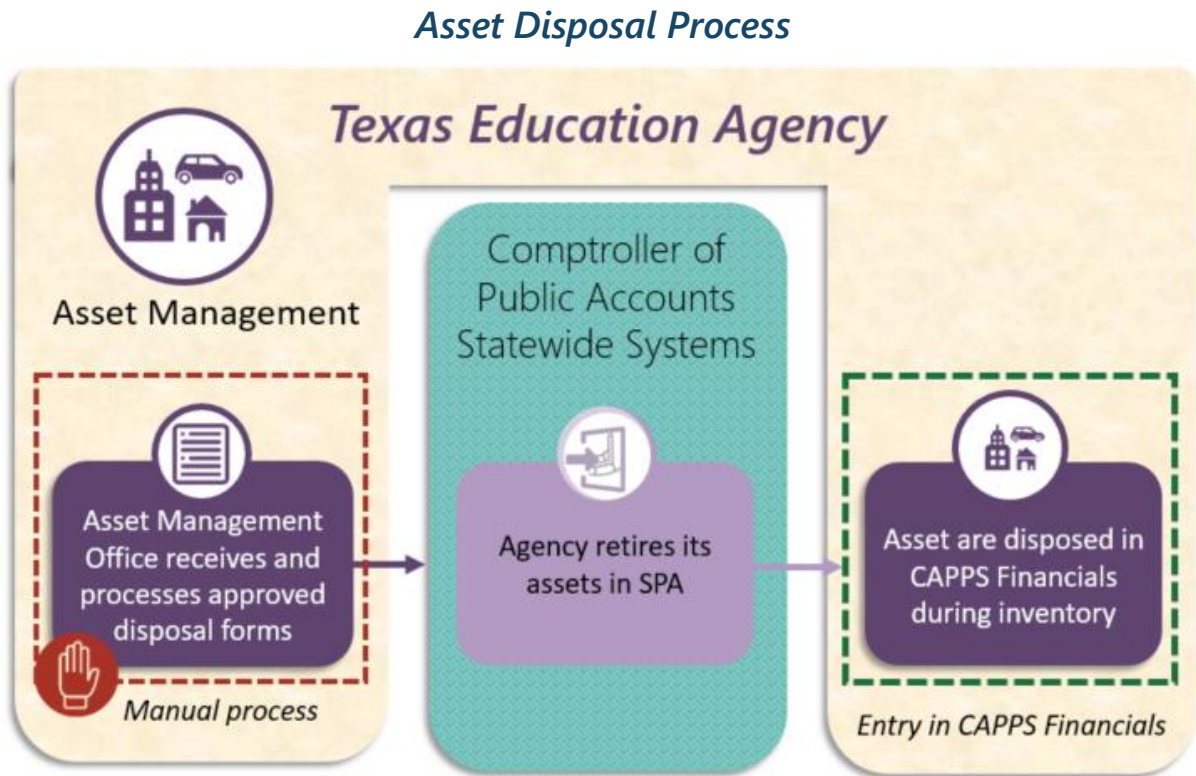 Asset Disposal Process
Texas Education Agency
Asset Management
Comptroller of
Public Accounts
Statewide Systems
Asset Management
Office receives and
processes approved
disposal forms
Manual process
Agency retires its
assets in SPA
Asset are disposed in
CAPPS Financials
during inventory
Entry in CAPPS Financials